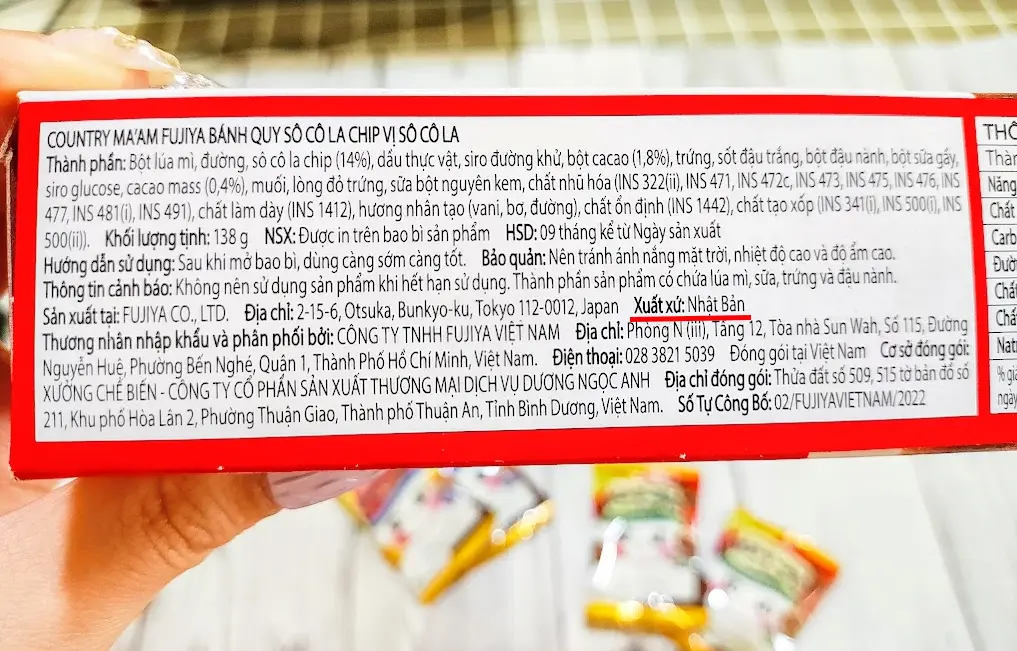 COUNTRY MA'AM FUJIYA BÁNH QUY SÔ CÔ LA CHIP VỊ SÔ CÔ LA
Thành phần: Bột lúa mì, đường, sô cô la chip (14%), dầu thực vật, siro đường khử, bột cacao (1,8%), trứng, sốt đậu trắng, bột đậu nành, bột sữa gầy,
siro glucose, cacao mass (0,4%), muối, lòng đỏ trứng, sữa bột nguyên kem, chất nhũ hóa (INS 322(ii), INS 471, INS 472c, INS 473, INS 475, INS 476, INS
477, INS 481(i), INS 491), chất làm dày (INS 1412), hương nhân tạo (vani, bơ, đường), chất ổn định (INS 1442), chất tạo xốp (INS 341(i), INS 500(i), INS
500(ii)). Khối lượng tịnh: 138 g NSX: Được in trên bao bì sản phẩm HSD: 09 tháng kể từ Ngày sản xuất
Hướng dẫn sử dụng: Sau khi mở bao bì, dùng càng sớm càng tốt. Bảo quản: Nên tránh ánh nắng mặt trời, nhiệt độ cao và độ ẩm cao.
Thông tin cảnh báo: Không nên sử dụng sản phẩm khi hết hạn sử dụng. Thành phần sản phẩm có chứa lúa mì, sữa, trứng và đậu nành.
Sản xuất tại: FUJIYA CO., LTD. Địa chỉ: 2-15-6, Otsuka, Bunkyo-ku, Tokyo 112-0012, Japan Xuất xứ: Nhật Bản
Thương nhân nhập khẩu và phân phối bởi: CÔNG TY TNHH FUJIYA VIỆT NAM Địa chỉ: Phòng N (iii), Tầng 12, Tòa nhà Sun Wah, Số 115, Đường
Nguyễn Huệ, Phường Bến Nghé, Quận 1, Thành Phố Hồ Chí Minh, Việt Nam. Điện thoại: 028 3821 5039 Đóng gói tại Việt Nam Cơ sở đóng gói:
XƯỞNG CHẾ BIẾN - CÔNG TY CỔ PHẦN SẢN XUẤT THƯƠNG MẠI DỊCH VỤ DƯƠNG NGỌC ANH Địa chỉ đóng gói: Thửa đất số 509, 515 tờ bản đồ số
211, Khu phố Hòa Lân 2, Phường Thuận Giao, Thành phố Thuận An, Tỉnh Bình Dương, Việt Nam. Số Tự Công Bố: 02/FUJIYAVIETNAM/2022
THÔ
Thàn
Năng
Chất
Carb
Đườ
Chất
Chấ
Natr
% giá
ngày